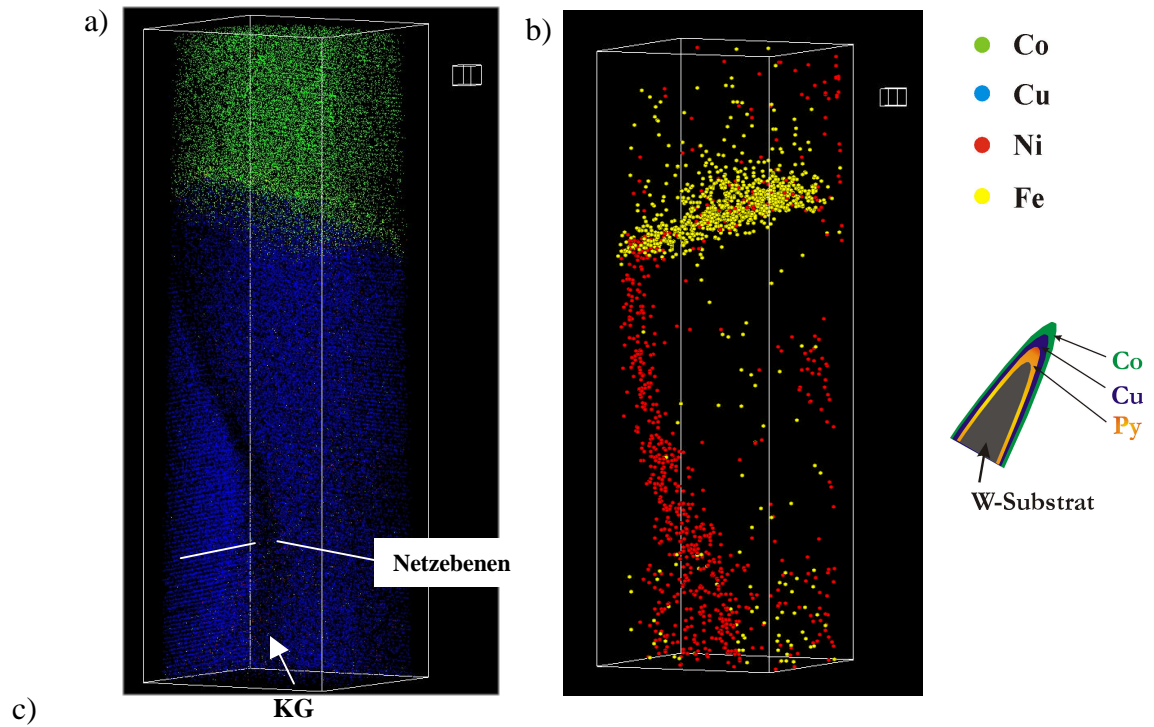 a)
b)
Co
Cu
Ni
Fe
Co
Cu
Py
W-Substrat
Netzebenen
KG
c)